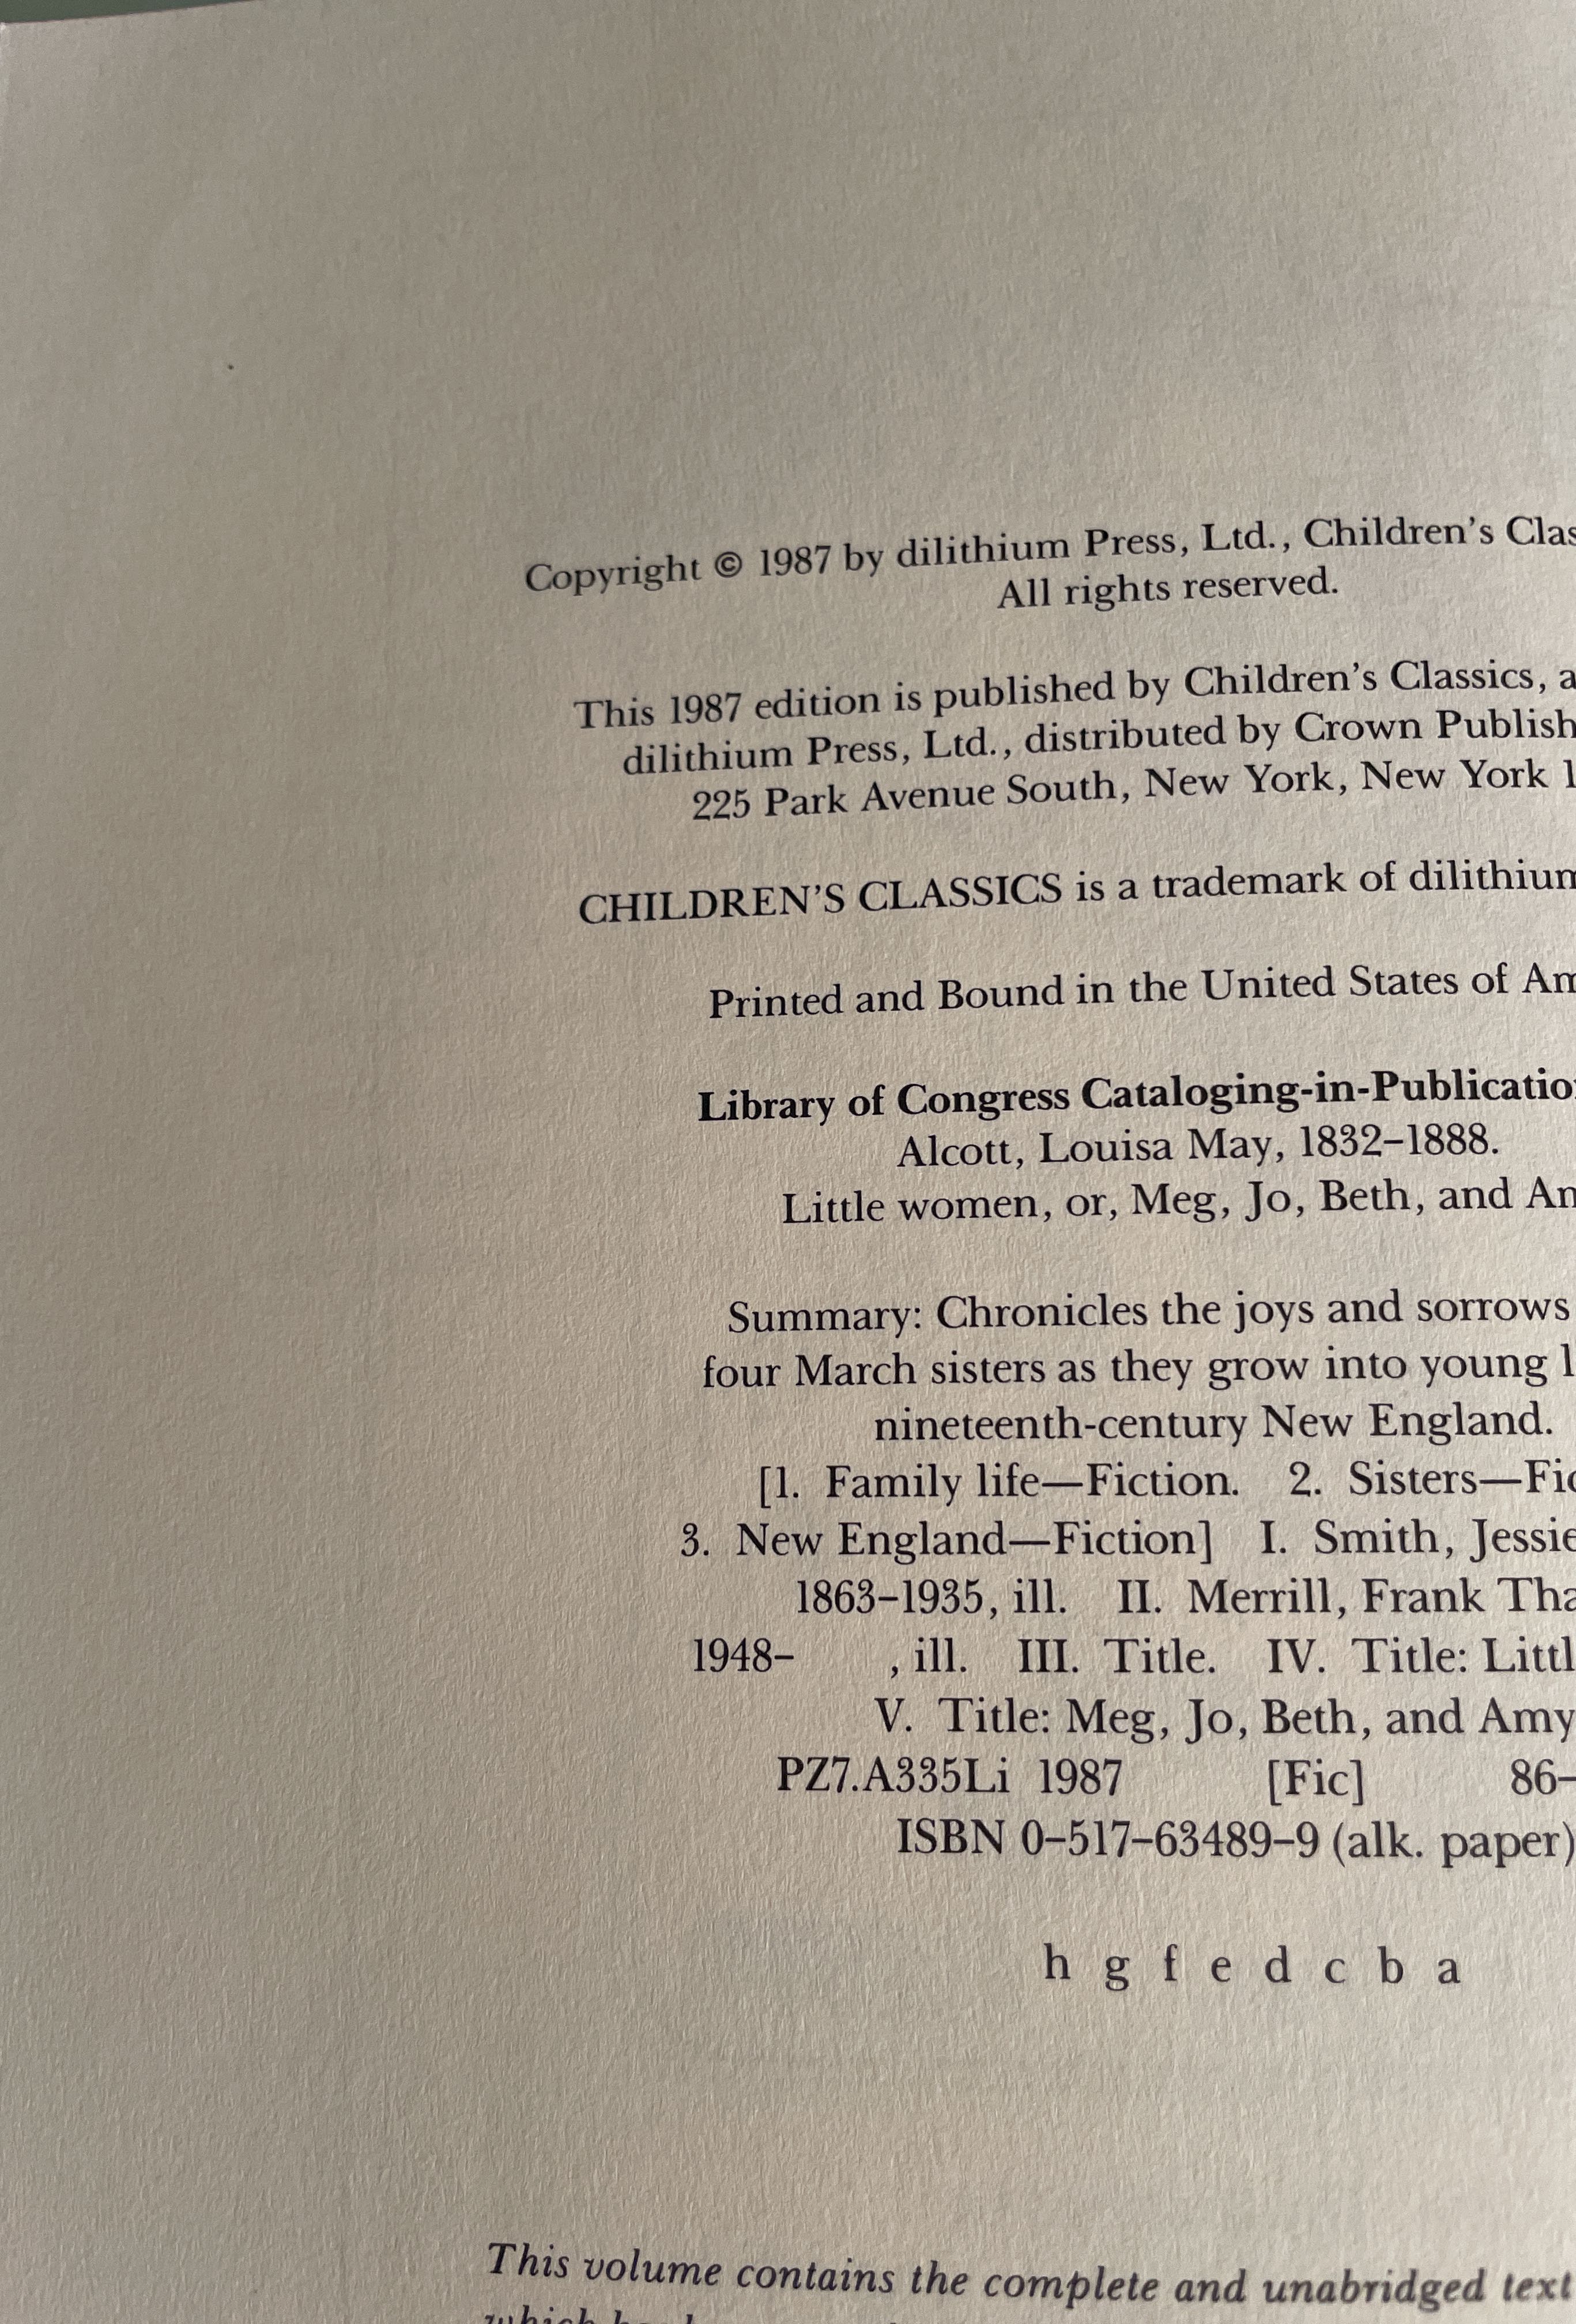 Copyright © 1987 by dilithium Press, Ltd., Children's Clas
All rights reserved.
This 1987 edition is published by Children's Classics, a
dilithium Press, Ltd., distributed by Crown Publish
225 Park Avenue South, New York, New York 1
CHILDREN'S CLASSICS is a trademark of dilithium
Printed and Bound in the United States of Am
Library of Congress Cataloging-in-Publication
Alcott, Louisa May, 1832–1888.
Little women, or, Meg, Jo, Beth, and Am
Summary: Chronicles the joys and sorrows
four March sisters as they grow into young l
nineteenth-century New England.
[1. Family life—Fiction. 2. Sisters—Fic
3. New England—Fiction] I. Smith, Jessie
1863–1935, ill. II. Merrill, Frank Tha
1948– , ill. III. Title. IV. Title: Littl
V. Title: Meg, Jo, Beth, and Amy
PZ7.A335Li 1987 [Fic] 86–
ISBN 0–517–63489–9 (alk. paper)
h g f e d c b a
This volume contains the complete and unabridged text
which